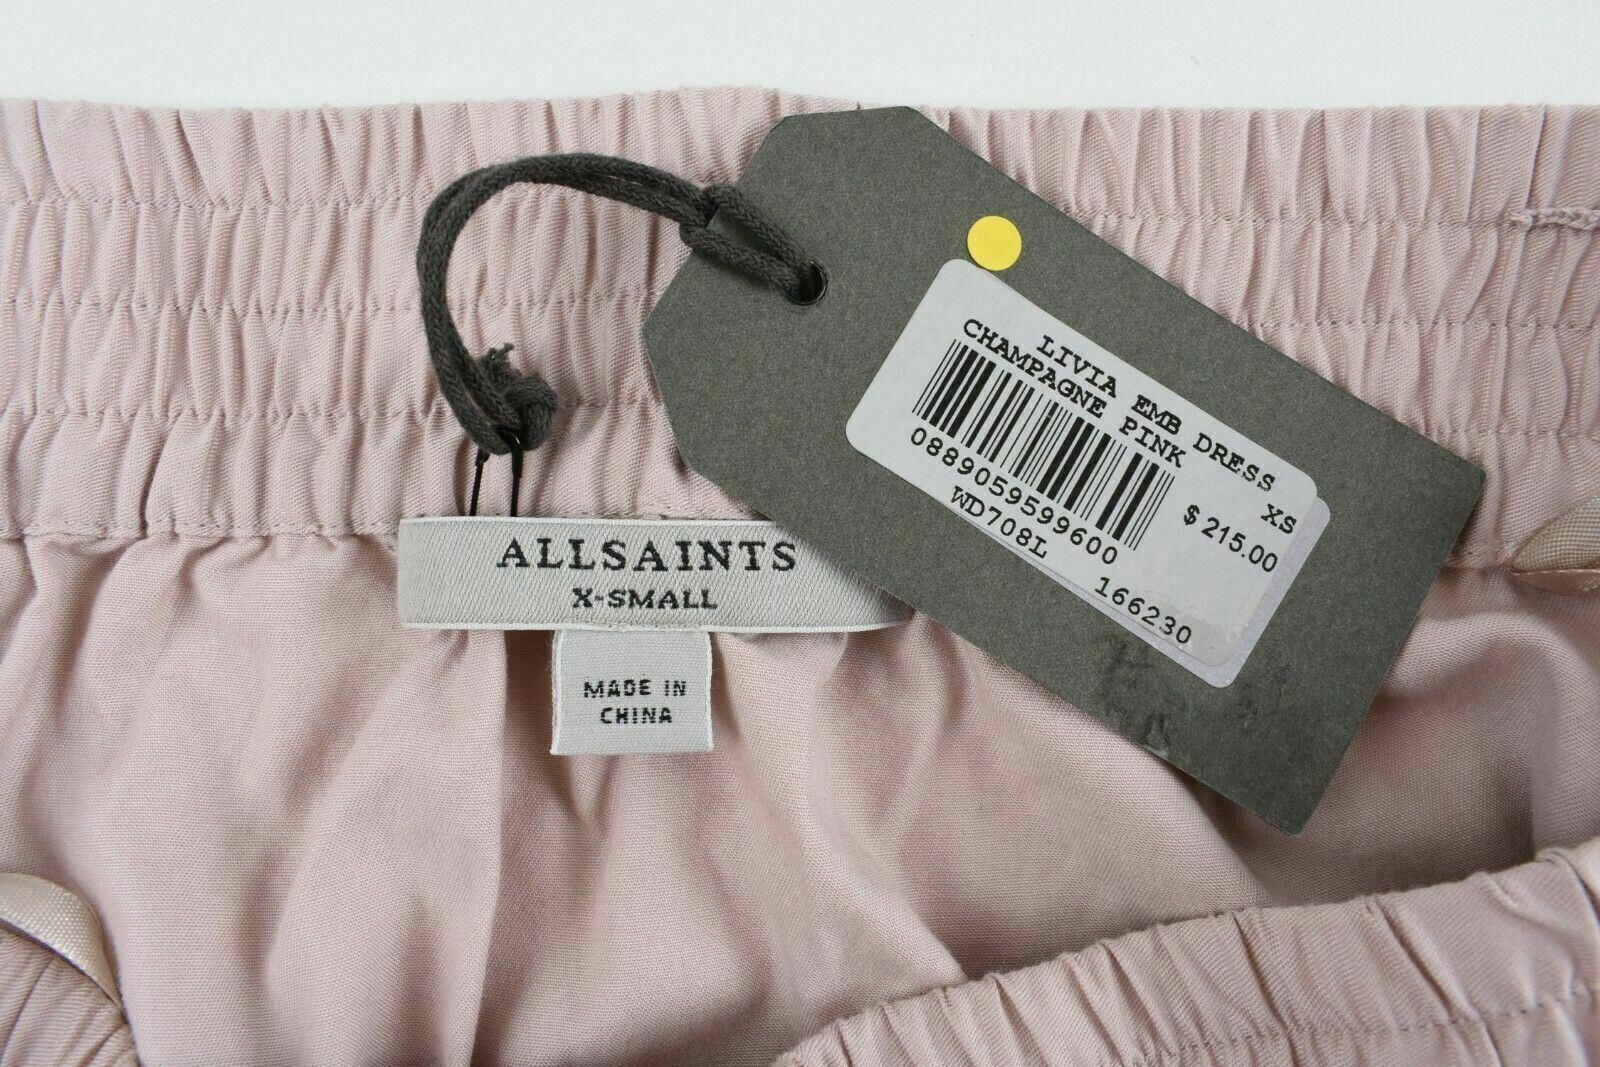 ALLSAINTS
X-SMALL
MADE IN
CHINA
LIVIA EMB DRESS
CHAMPAGNE PINK XS
$ 215.00
0889059599600
WD708L
166230